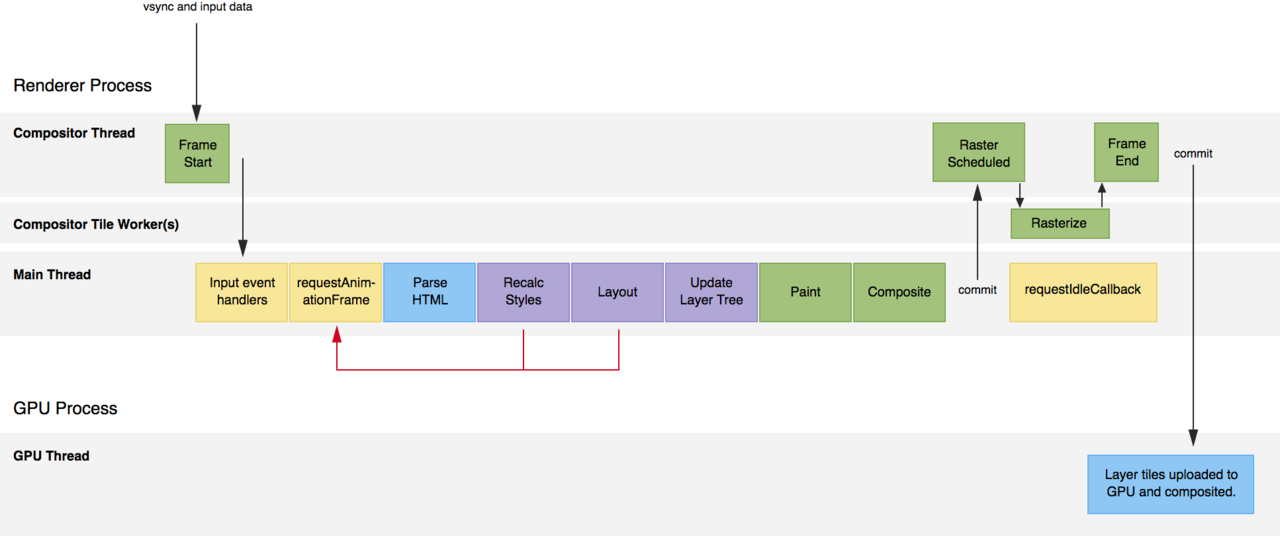 vsync and input data
Renderer Process
Compositor Thread
Frame
Start
Raster
Scheduled
Frame
End
commit
Compositor Tile Worker(s)
Rasterize
Main Thread
Input event
handlers
requestAnim-
ationFrame
Parse
HTML
Recalc
Styles
Layout
Update
Layer Tree
Paint
Composite
commit
requestIdleCallback
GPU Process
GPU Thread
Layer tiles uploaded to
GPU and composited.